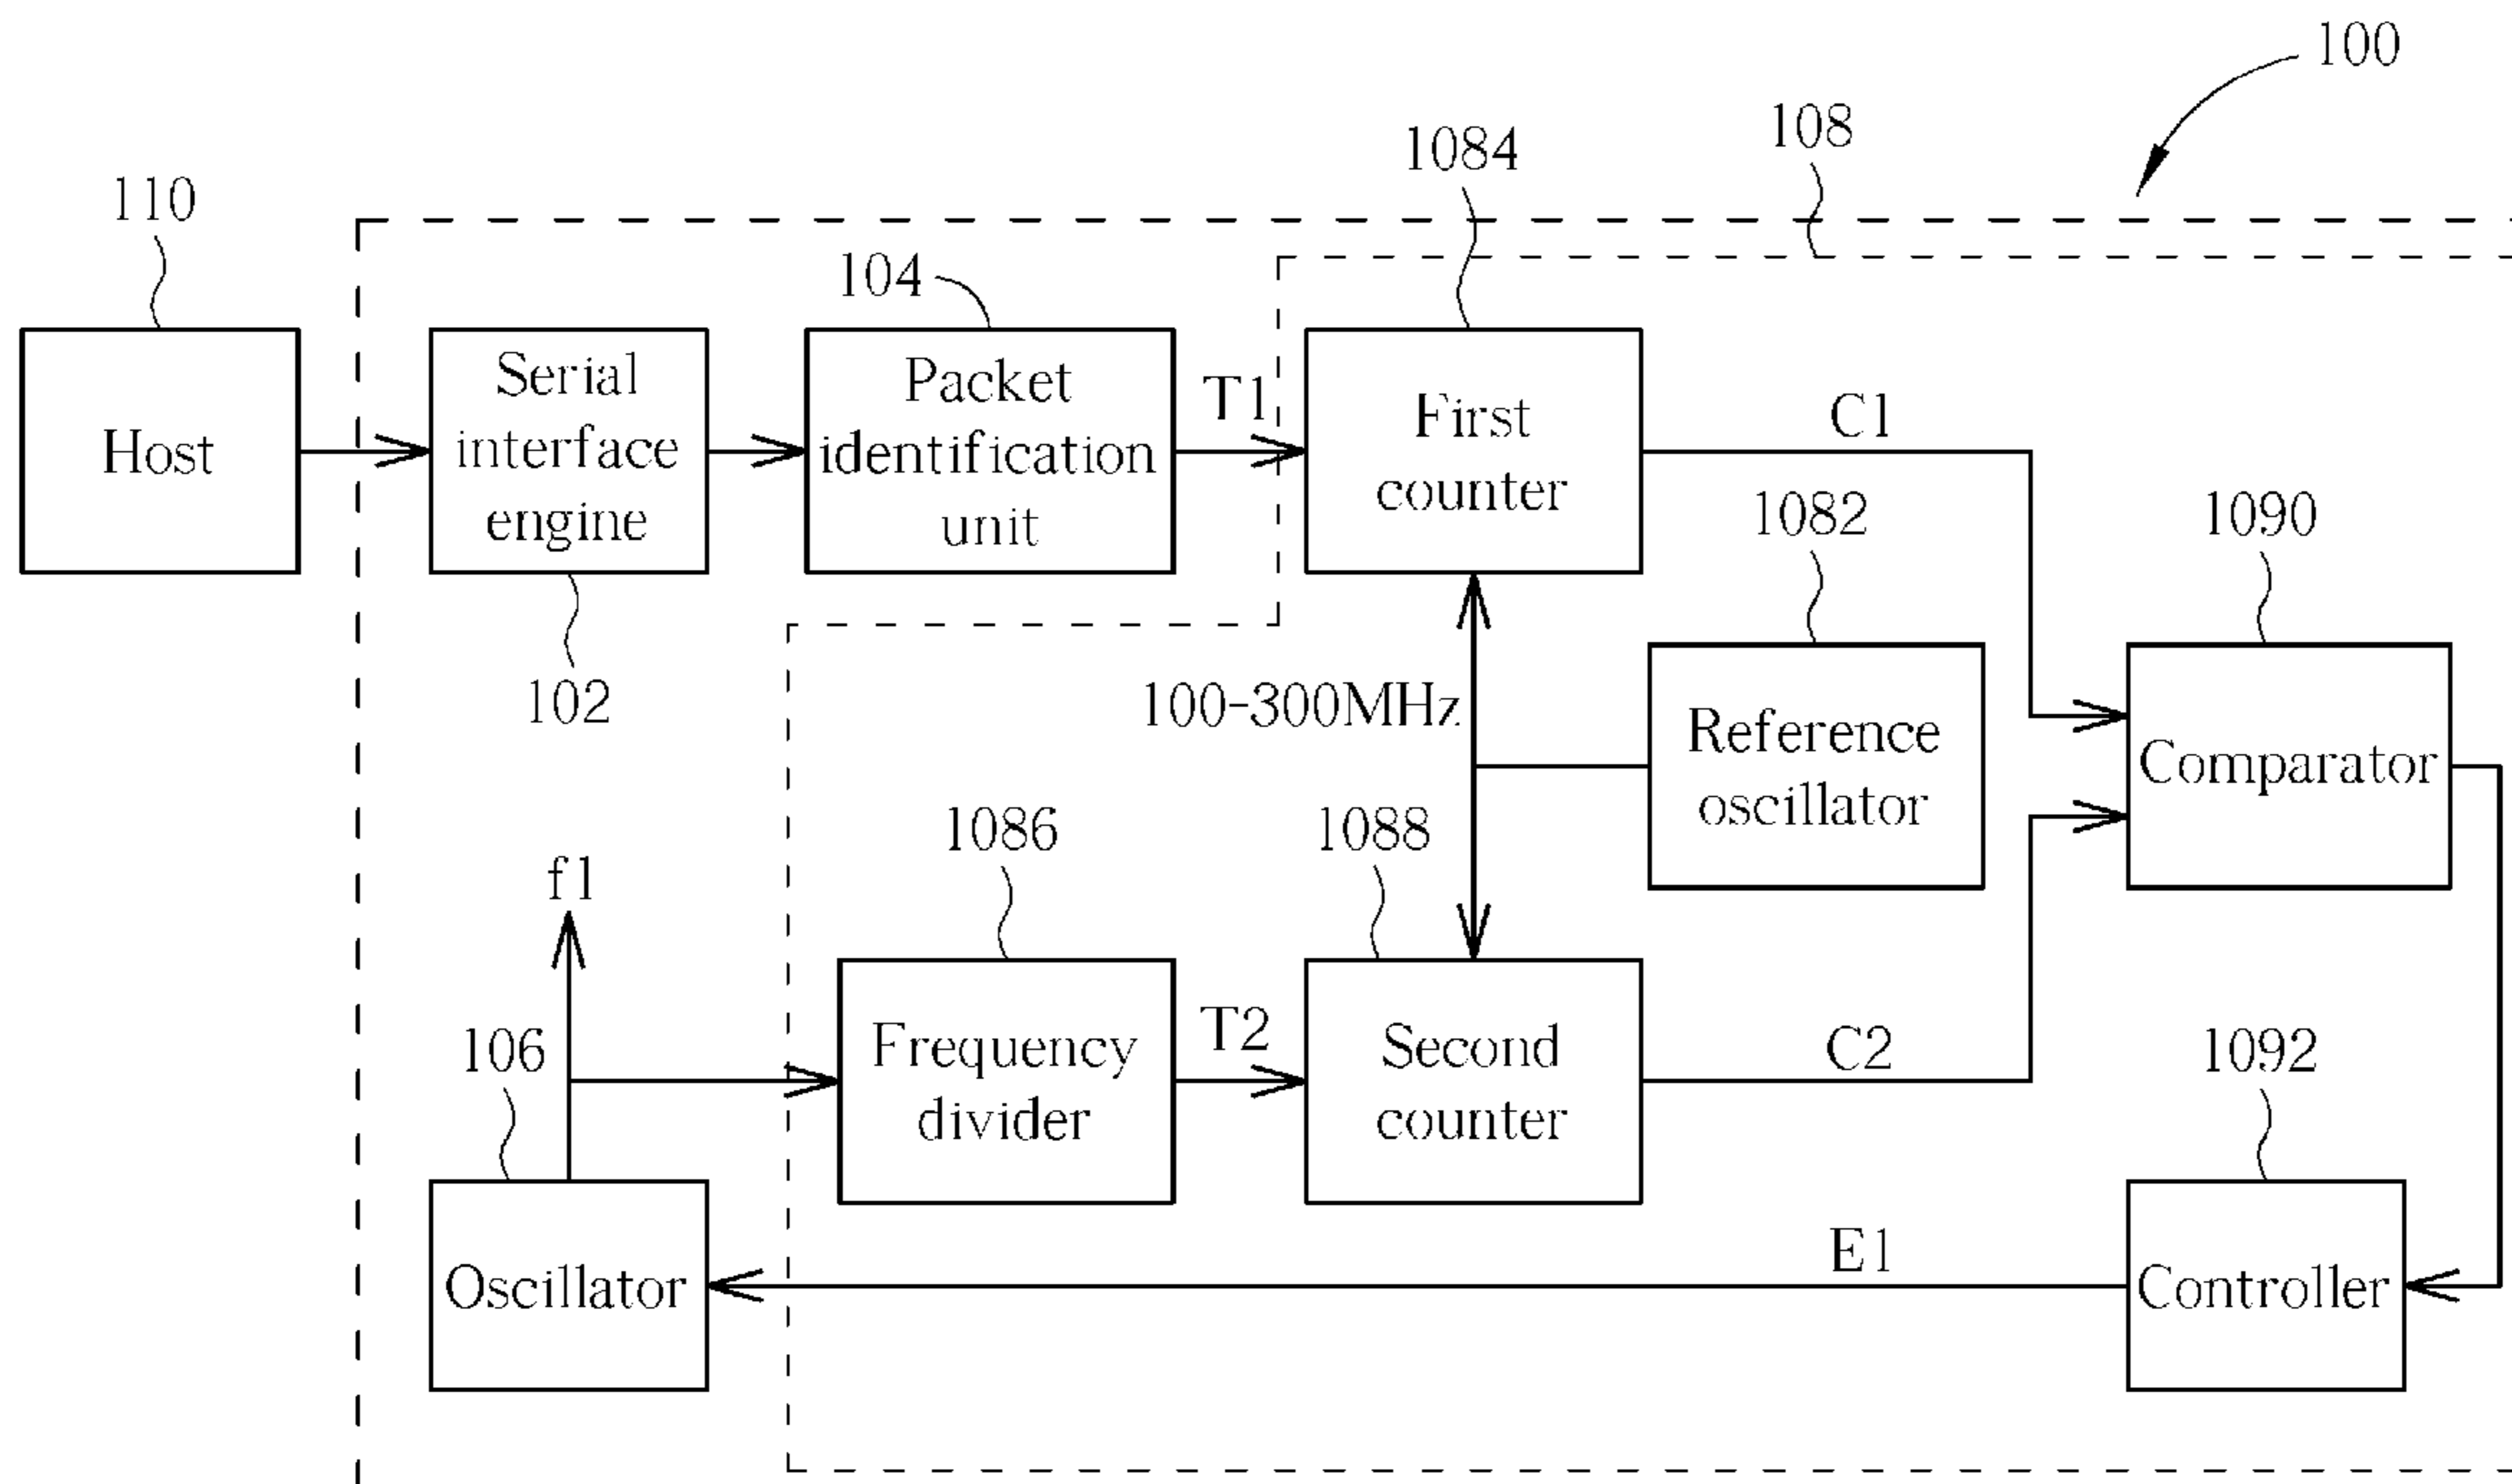 100
108
1084
110
104
Host
Serial
interface
engine
Packet
identification
unit
T1
First
counter
C1
1082
1090
102
100-300MHz
Reference
oscillator
Comparator
1086
1088
f1
106
Frequency
divider
T2
Second
counter
C2
1092
Oscillator
E1
Controller